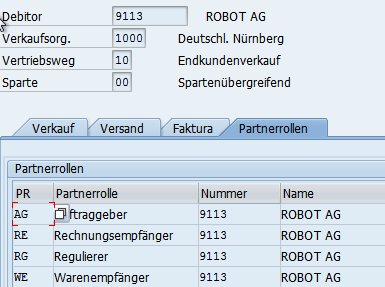 Debitor 9113 ROBOT AG
Verkaufsorg. 1000 Deutschl. Nürnberg
Vertriebsweg 10 Endkundenverkauf
Sparte 00 Spartenübergreifend
Verkauf Versand Faktura Partnerrollen
Partnerrollen
PR Partnerrolle Nummer Name
AG ftraggeber 9113 ROBOT AG
RE Rechnungsempfänger 9113 ROBOT AG
RG Regulierer 9113 ROBOT AG
WE Warenempfänger 9113 ROBOT AG